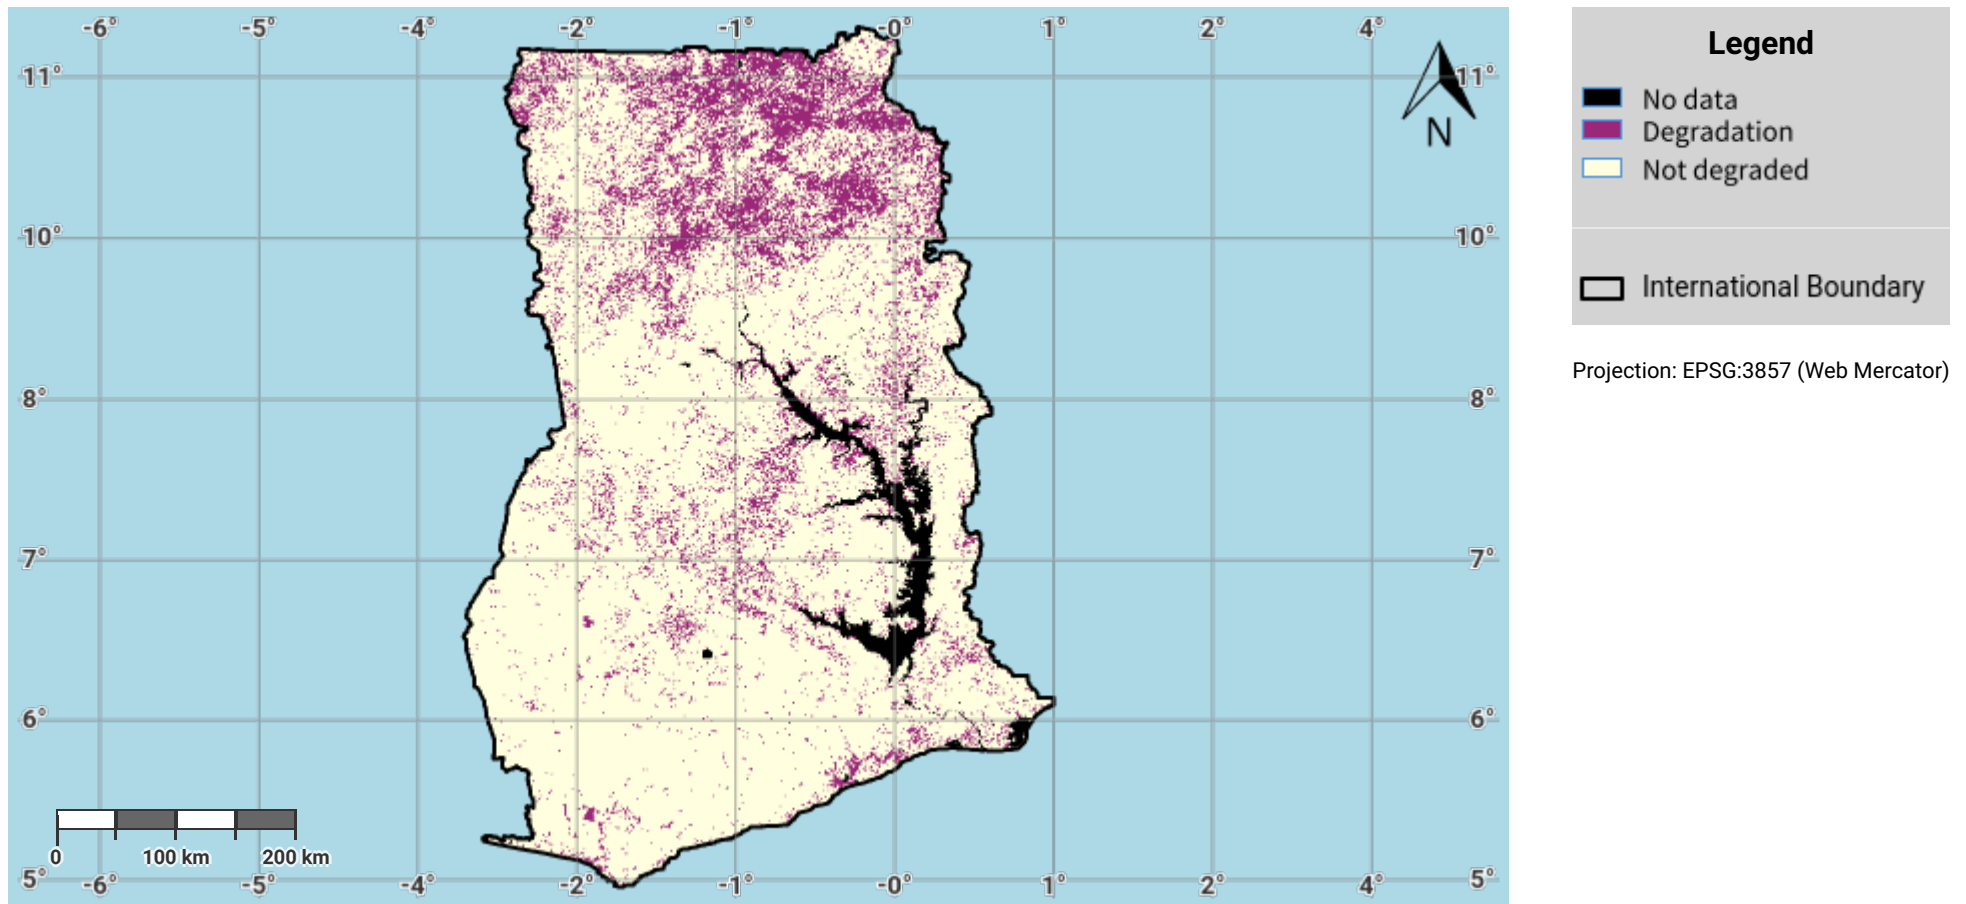 -6° -5° -4° -2° -1° -0° 1° 2° 4°
11° 11°
N
10° 10°
8° 8°
7° 7°
6° 6°
0 100 km 200 km
5° 5°
-6° -5° -4° -2° -1° -0° 1° 2° 4°
Legend
No data
Degradation
Not degraded
International Boundary
Projection: EPSG:3857 (Web Mercator)